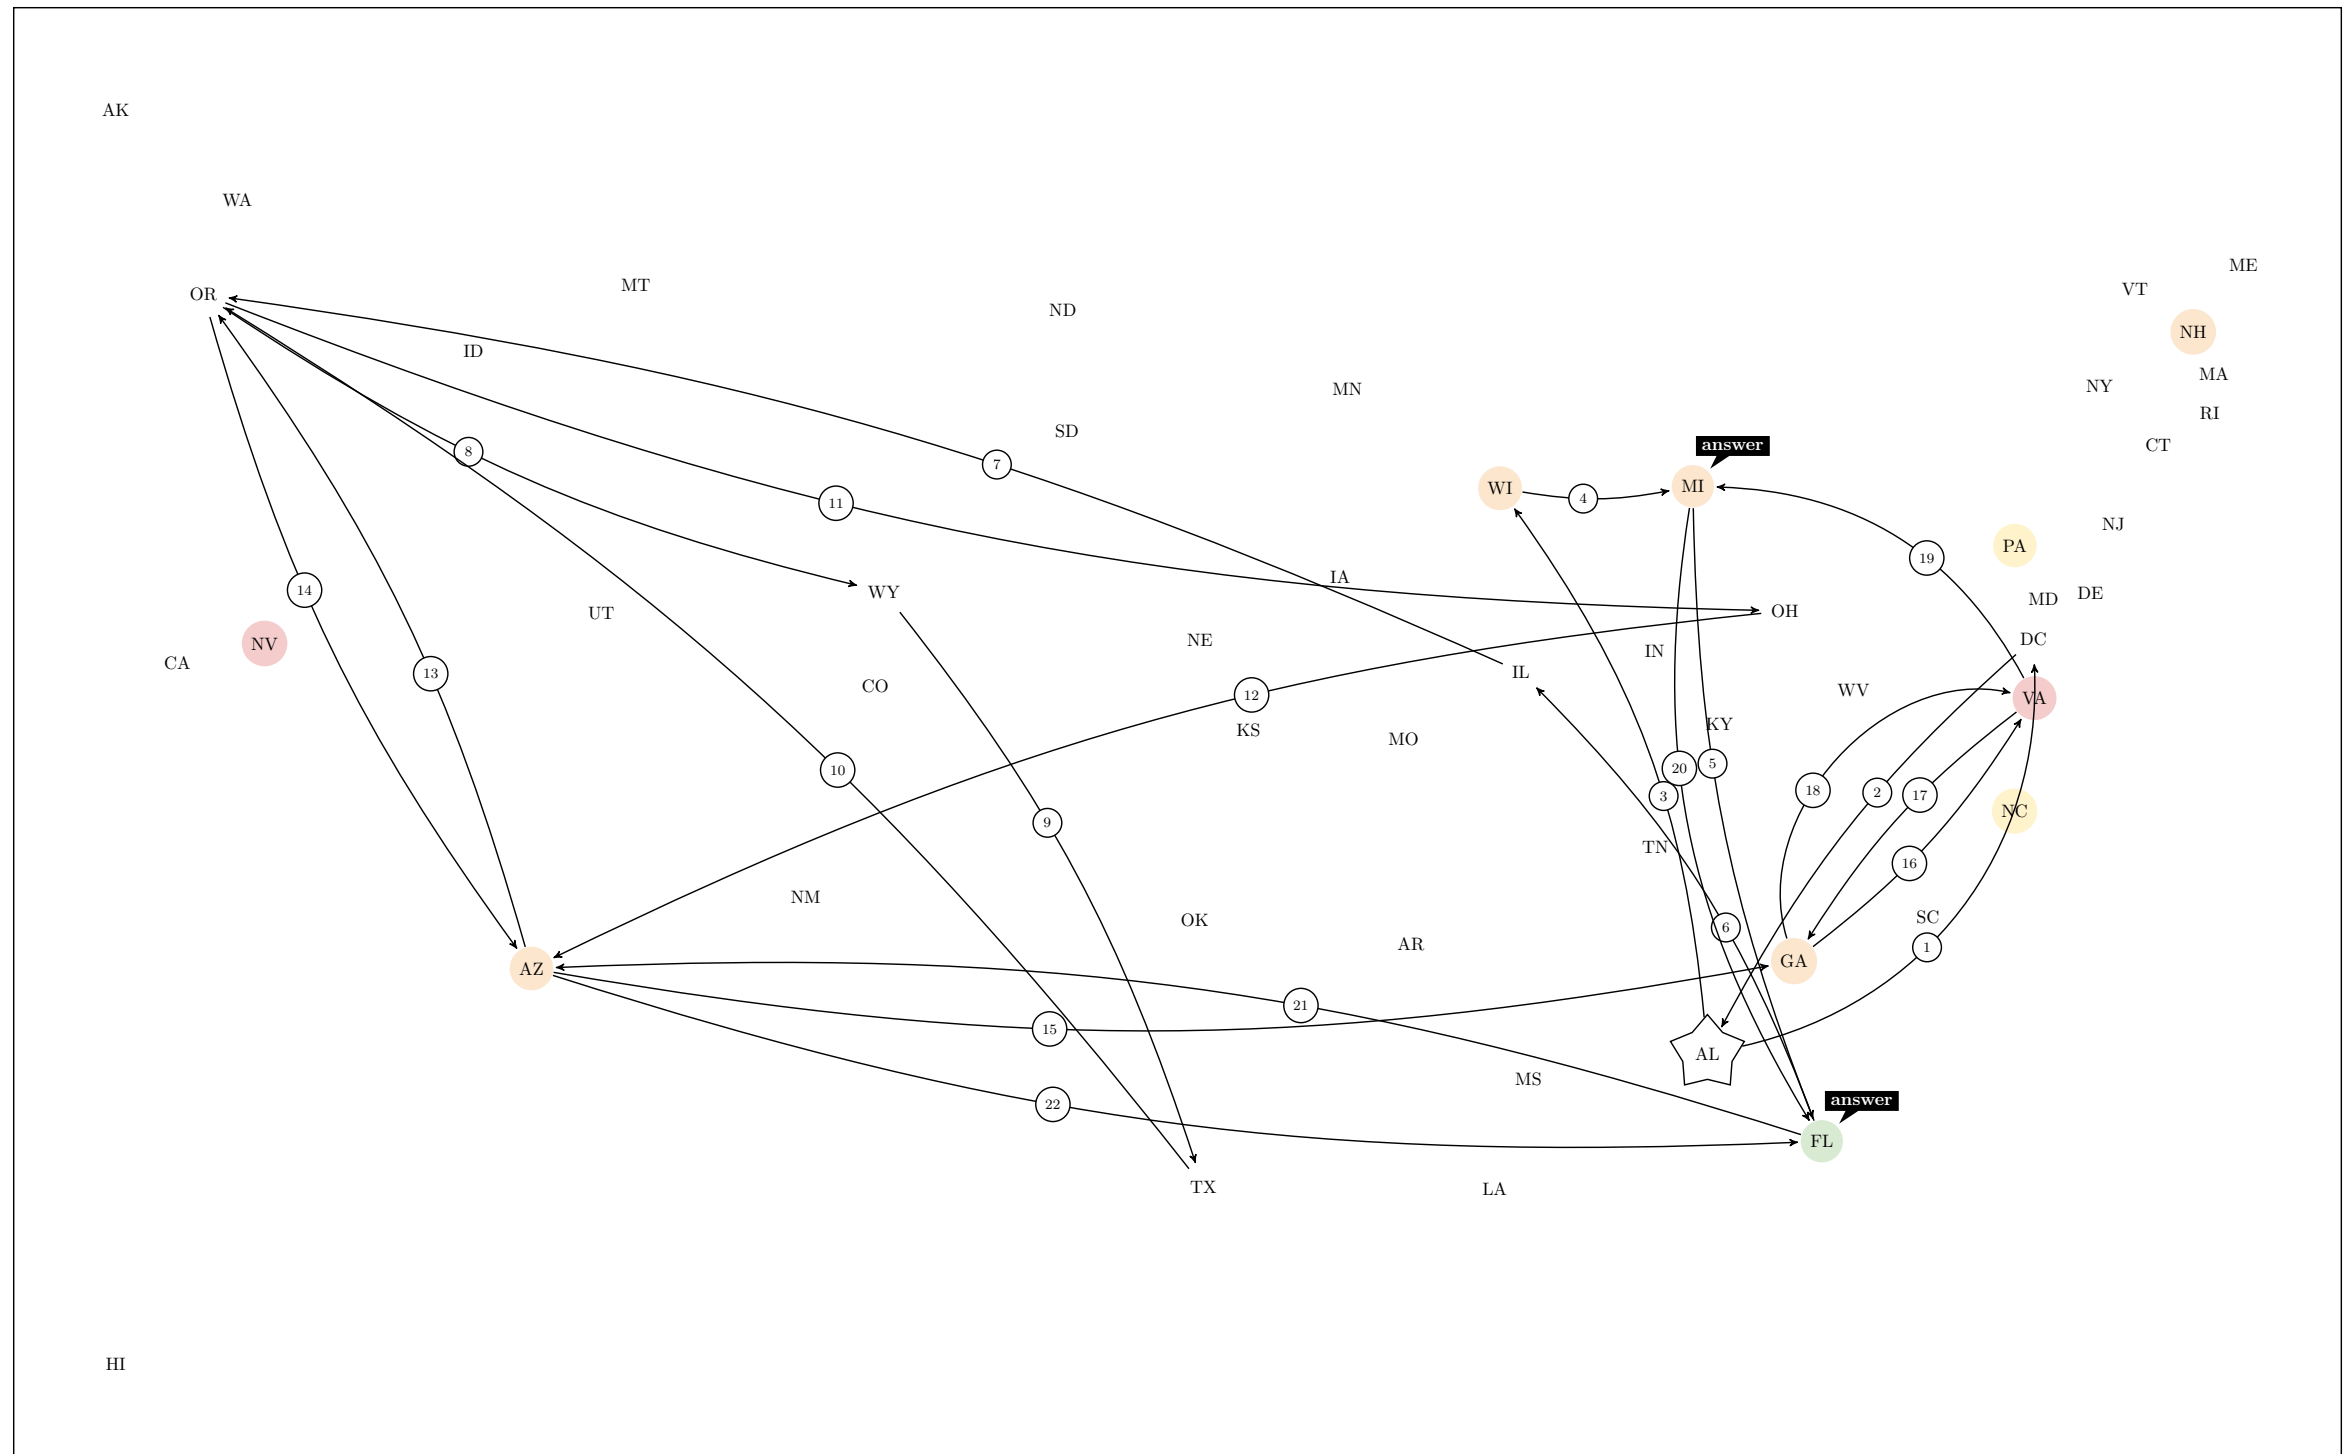 AK
WA
ME
MT
VT
OR
ND
NH
ID
MA
NY
MN
RI
SD
answer
CT
8
7
MI
WI
4
11
NJ
PA
19
IA
14
WY
DE
MD
OH
UT
DC
NV
NE
IN
CA
IL
13
CO
WV
12
VA
KY
KS
MO
5
20
10
18
2
17
3
NC
9
TN
16
NM
SC
OK
6
AR
1
GA
AZ
21
15
AL
MS
answer
22
FL
TX
LA
HI